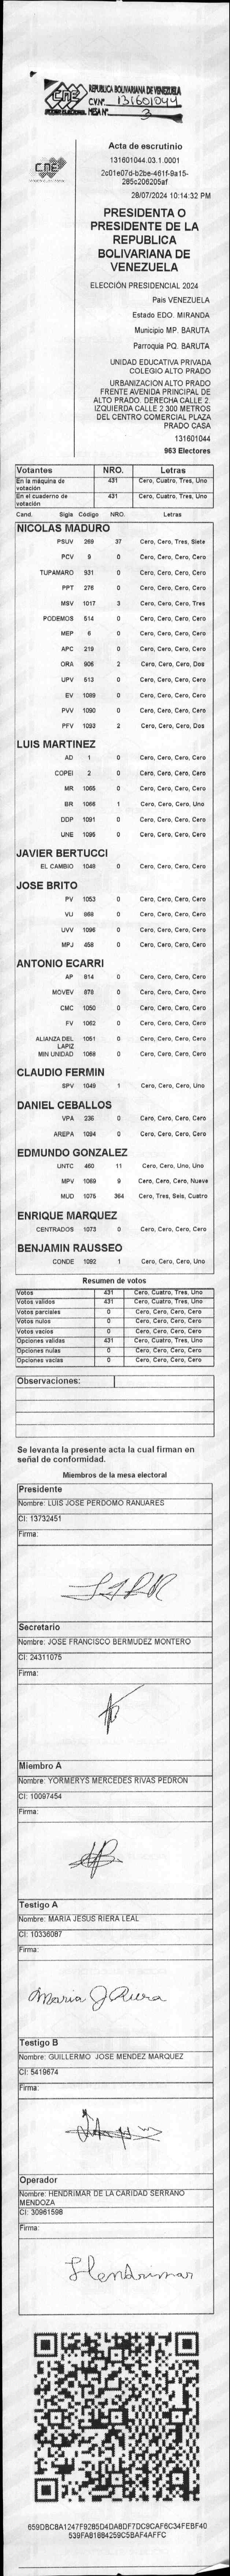 CNE
PODER ELECTORAL
REPUBLICA BOLIVARIANA DE VENEZUELA
CVNº 131601044
MESA Nº 3
CNE
Acta de escrutinio
131601044.03.1.0001
2c01e07d-b2be-461f-9a15-
285c206205af
28/07/2024 10:14:32 PM
PRESIDENTA O
PRESIDENTE DE LA
REPUBLICA
BOLIVARIANA DE
VENEZUELA
ELECCIÓN PRESIDENCIAL 2024
Pais VENEZUELA
Estado EDO. MIRANDA
Municipio MP. BARUTA
Parroquia PQ. BARUTA
UNIDAD EDUCATIVA PRIVADA
COLEGIO ALTO PRADO
URBANIZACION ALTO PRADO
FRENTE AVENIDA PRINCIPAL DE
ALTO PRADO. DERECHA CALLE 2.
IZQUIERDA CALLE 2 300 METROS
DEL CENTRO COMERCIAL PLAZA
PRADO CASA
131601044
963 Electores
Votantes NRO. Letras
En la máquina de votación 431 Cero, Cuatro, Tres, Uno
En el cuaderno de votación 431 Cero, Cuatro, Tres, Uno
Cand. Sigla Código NRO. Letras
NICOLAS MADURO
PSUV 269 37 Cero, Cero, Tres, Siete
PCV 9 0 Cero, Cero, Cero, Cero
TUPAMARO 931 0 Cero, Cero, Cero, Cero
PPT 276 0 Cero, Cero, Cero, Cero
MSV 1017 3 Cero, Cero, Cero, Tres
PODEMOS 514 0 Cero, Cero, Cero, Cero
MEP 6 0 Cero, Cero, Cero, Cero
APC 219 0 Cero, Cero, Cero, Cero
ORA 906 2 Cero, Cero, Cero, Dos
UPV 513 0 Cero, Cero, Cero, Cero
EV 1089 0 Cero, Cero, Cero, Cero
PVV 1090 0 Cero, Cero, Cero, Cero
PFV 1093 2 Cero, Cero, Cero, Dos
LUIS MARTINEZ
AD 1 0 Cero, Cero, Cero, Cero
COPEI 2 0 Cero, Cero, Cero, Cero
MR 1065 0 Cero, Cero, Cero, Cero
BR 1066 1 Cero, Cero, Cero, Uno
DDP 1091 0 Cero, Cero, Cero, Cero
UNE 1095 0 Cero, Cero, Cero, Cero
JAVIER BERTUCCI
EL CAMBIO 1048 0 Cero, Cero, Cero, Cero
JOSE BRITO
PV 1053 0 Cero, Cero, Cero, Cero
VU 868 0 Cero, Cero, Cero, Cero
UVV 1096 0 Cero, Cero, Cero, Cero
MPJ 458 0 Cero, Cero, Cero, Cero
ANTONIO ECARRI
AP 814 0 Cero, Cero, Cero, Cero
MOVEV 878 0 Cero, Cero, Cero, Cero
CMC 1050 0 Cero, Cero, Cero, Cero
FV 1062 0 Cero, Cero, Cero, Cero
ALIANZA DEL LAPIZ 1081 0 Cero, Cero, Cero, Cero
MIN UNIDAD 1068 0 Cero, Cero, Cero, Cero
CLAUDIO FERMIN
SPV 1049 1 Cero, Cero, Cero, Uno
DANIEL CEBALLOS
VPA 236 0 Cero, Cero, Cero, Cero
AREPA 1094 0 Cero, Cero, Cero, Cero
EDMUNDO GONZALEZ
UNTC 460 11 Cero, Cero, Uno, Uno
MPV 1069 9 Cero, Cero, Cero, Nueve
MUD 1075 364 Cero, Tres, Seis, Cuatro
ENRIQUE MARQUEZ
CENTRADOS 1073 0 Cero, Cero, Cero, Cero
BENJAMIN RAUSSEO
CONDE 1092 1 Cero, Cero, Cero, Uno
Resumen de votos
Votos 431 Cero, Cuatro, Tres, Uno
Votos validos 431 Cero, Cuatro, Tres, Uno
Votos parciales 0 Cero, Cero, Cero, Cero
Votos nulos 0 Cero, Cero, Cero, Cero
Votos vacios 0 Cero, Cero, Cero, Cero
Opciones validas 431 Cero, Cuatro, Tres, Uno
Opciones nulas 0 Cero, Cero, Cero, Cero
Opciones vacias 0 Cero, Cero, Cero, Cero
Observaciones:
Se levanta la presente acta la cual firman en
señal de conformidad.
Miembros de la mesa electoral
Presidente
Nombre: LUIS JOSE PERDOMO RANUARES
CI: 13732451
Firma:
Secretario
Nombre: JOSE FRANCISCO BERMUDEZ MONTERO
CI: 24311075
Firma:
Miembro A
Nombre: YORMERYS MERCEDES RIVAS PEDRON
CI: 10097454
Firma:
Testigo A
Nombre: MARIA JESUS RIERA LEAL
CI: 10336087
Firma:
Maria J Riera
Testigo B
Nombre: GUILLERMO JOSE MENDEZ MARQUEZ
CI: 5419674
Firma:
Operador
Nombre: HENDRIMAR DE LA CARIDAD SERRANO
MENDOZA
CI: 30961598
Firma:
Hendrimar
659DBC8A1247F9285D4DA8DF7DC9CAF6C34FEBF40
539FA81884259C5BAF4AFFC